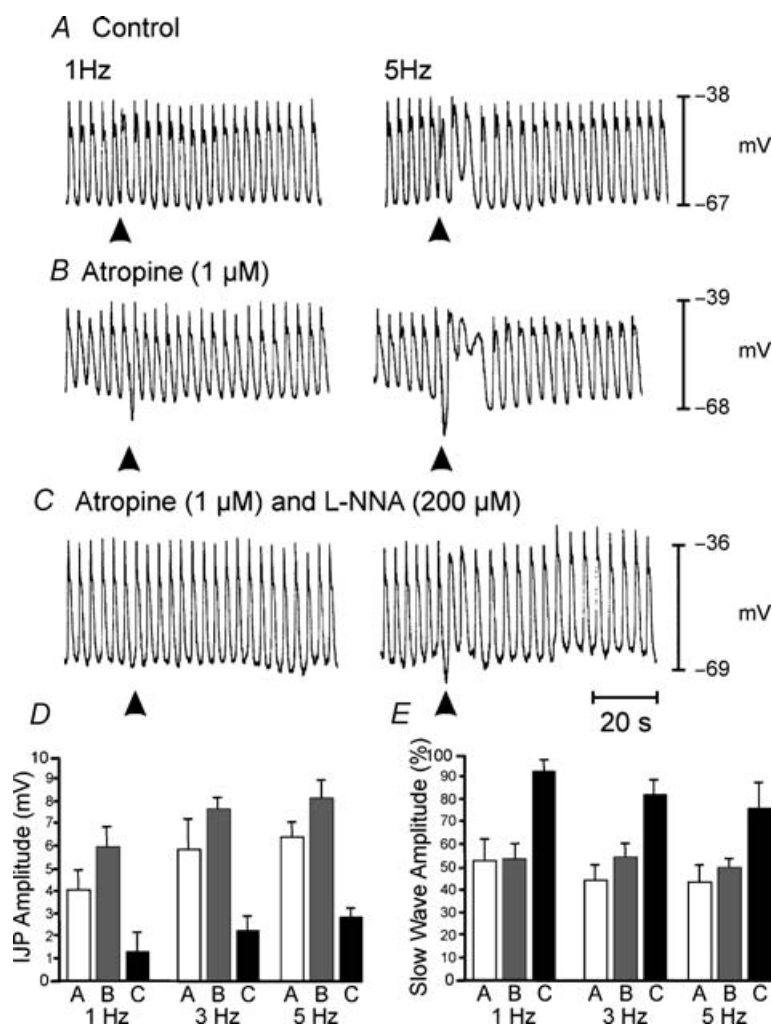 A Control
1Hz 5Hz
−38
mV
−67
B Atropine (1 µM)
−39
mV
−68
C Atropine (1 µM) and L-NNA (200 µM)
−36
mV
−69
20 s
D
IJP Amplitude (mV)
10
9
8
7
6
5
4
3
2
1
0
A B C A B C A B C
1 Hz 3 Hz 5 Hz
E
Slow Wave Amplitude (%)
100
90
80
70
60
50
40
30
20
10
0
A B C A B C A B C
1 Hz 3 Hz 5 Hz